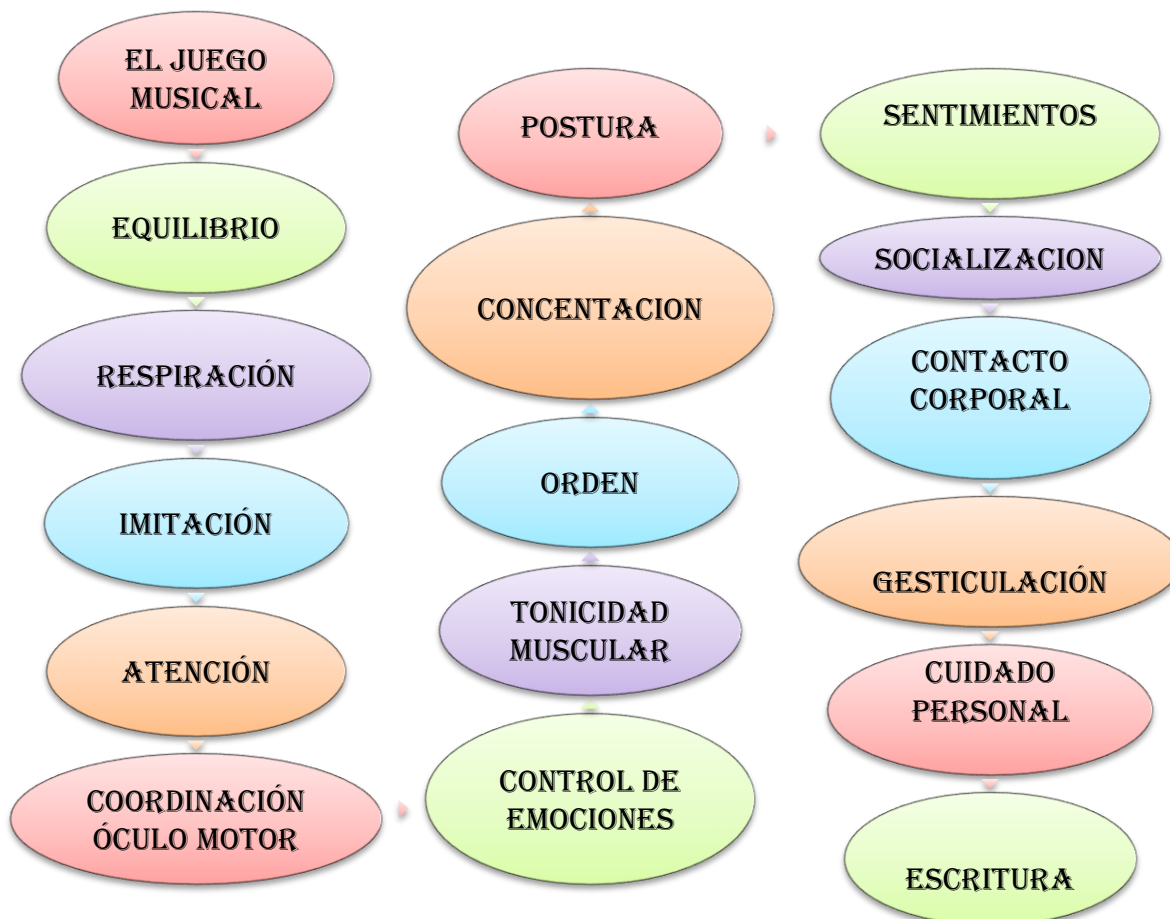 EL JUEGO
MUSICAL
EQUILIBRIO
RESPIRACIÓN
IMITACIÓN
ATENCIÓN
COORDINACIÓN
ÓCULO MOTOR
CONTROL DE
EMOCIONES
TONICIDAD
MUSCULAR
ORDEN
CONCENTACION
POSTURA
SENTIMIENTOS
SOCIALIZACION
CONTACTO
CORPORAL
GESTICULACIÓN
CUIDADO
PERSONAL
ESCRITURA